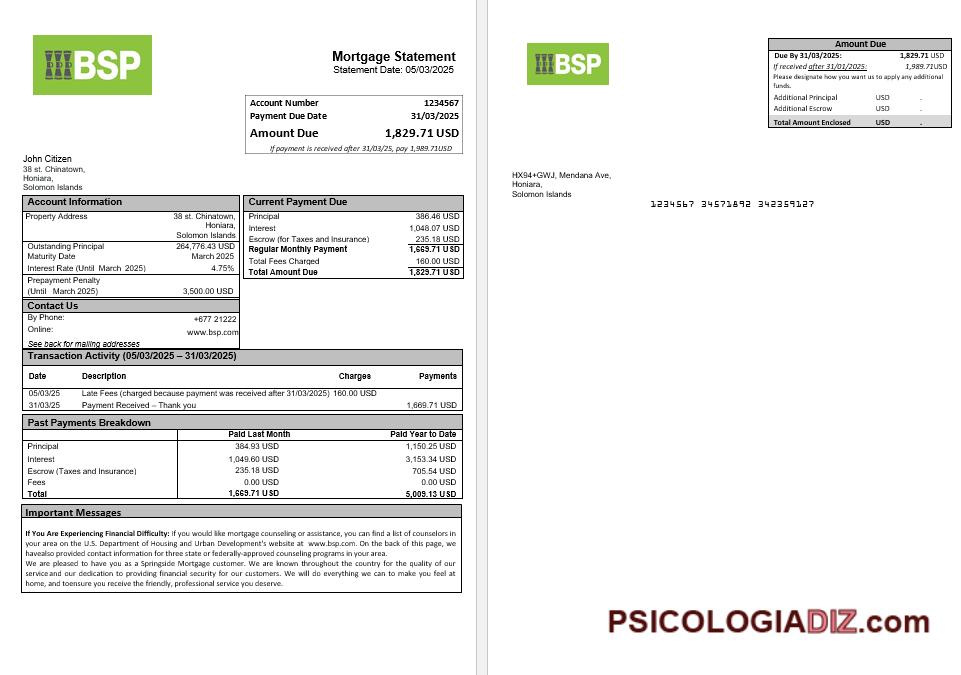 BSP
Mortgage Statement
Statement Date: 05/03/2025
Account Number 1234567
Payment Due Date 31/03/2025
Amount Due 1,829.71 USD
If payment is received after 31/03/25, pay 1,989.71USD
John Citizen
38 st. Chinatown,
Honiara,
Solomon Islands
Account Information
Property Address 38 st. Chinatown,
Honiara,
Solomon Islands
Outstanding Principal 264,776.43 USD
Maturity Date March 2025
Interest Rate (Until March 2025) 4.75%
Prepayment Penalty
(Until March 2025) 3,500.00 USD
Contact Us
By Phone: +677 21222
Online: www.bsp.com
See back for mailing addresses
Current Payment Due
Principal 386.46 USD
Interest 1,048.07 USD
Escrow (for Taxes and Insurance) 235.18 USD
Regular Monthly Payment 1,669.71 USD
Total Fees Charged 160.00 USD
Total Amount Due 1,829.71 USD
Transaction Activity (05/03/2025 – 31/03/2025)
Date Description Charges Payments
05/03/25 Late Fees (charged because payment was received after 31/03/2025) 160.00 USD
31/03/25 Payment Received – Thank you 1,669.71 USD
Past Payments Breakdown
Paid Last Month Paid Year to Date
Principal 384.93 USD 1,150.25 USD
Interest 1,049.60 USD 3,153.34 USD
Escrow (Taxes and Insurance) 235.18 USD 705.54 USD
Fees 0.00 USD 0.00 USD
Total 1,669.71 USD 5,009.13 USD
Important Messages
If You Are Experiencing Financial Difficulty: If you would like mortgage counseling or assistance, you can find a list of counselors in
your area on the U.S. Department of Housing and Urban Development's website at www.bsp.com. On the back of this page, we
havealso provided contact information for three state or federally-approved counseling programs in your area.
We are pleased to have you as a Springside Mortgage customer. We are known throughout the country for the quality of our
serviceand our dedication to providing financial security for our customers. We will do everything we can to make you feel at
home, and toensure you receive the friendly, professional service you deserve.
BSP
Amount Due
Due By 31/03/2025: 1,829.71 USD
If received after 31/01/2025: 1,989.71USD
Please designate how you want us to apply any additional
funds.
Additional Principal USD .
Additional Escrow USD .
Total Amount Enclosed USD .
HX94+GWJ, Mendana Ave,
Honiara,
Solomon Islands
1234567 34571892 342359127
PSICOLOGIADIZ.com